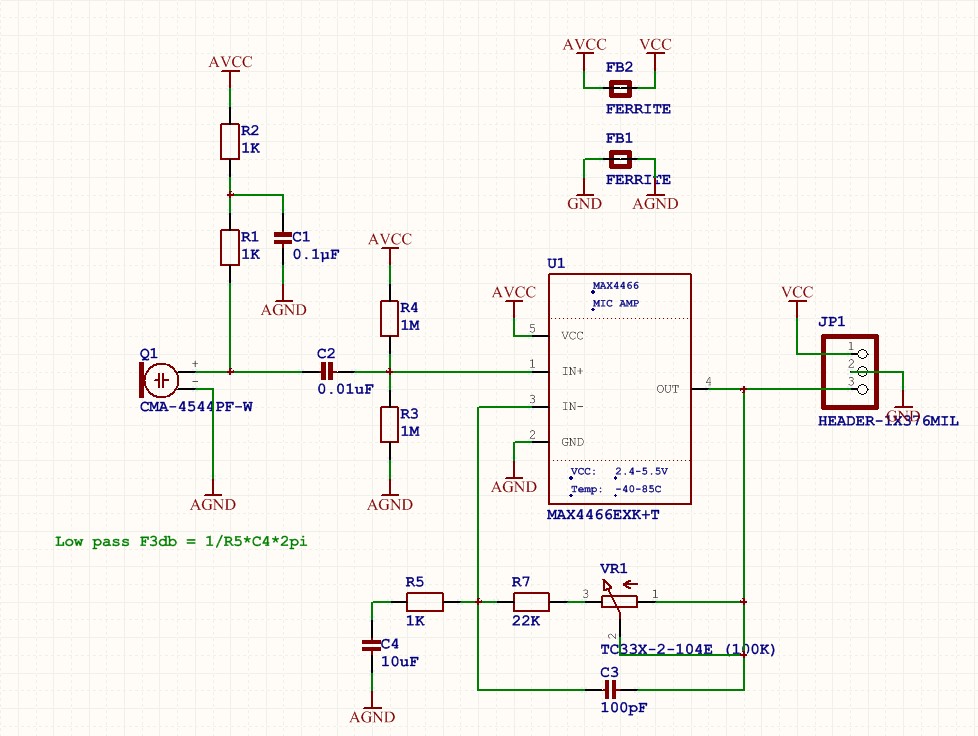 AVCC VCC
FB2
FERRITE
FB1
FERRITE
GND AGND
AVCC
R2
1K
R1
1K
C1
0.1µF
AGND
AVCC
R4
1M
Q1
+
−
CMA-4544PF-W
C2
0.01uF
R3
1M
AGND
AGND
U1
MAX4466
MIC AMP
AVCC
5 VCC
1 IN+
3 IN-
2 GND
OUT 4
AGND
VCC: 2.4-5.5V
Temp: -40-85C
MAX4466EXK+T
VCC
JP1
1
2
3
GND
HEADER-1X376MIL
Low pass F3db = 1/R5*C4*2pi
R5
1K
R7
22K
VR1
3 1
2
TC33X-2-104E (100K)
C4
10uF
AGND
C3
100pF